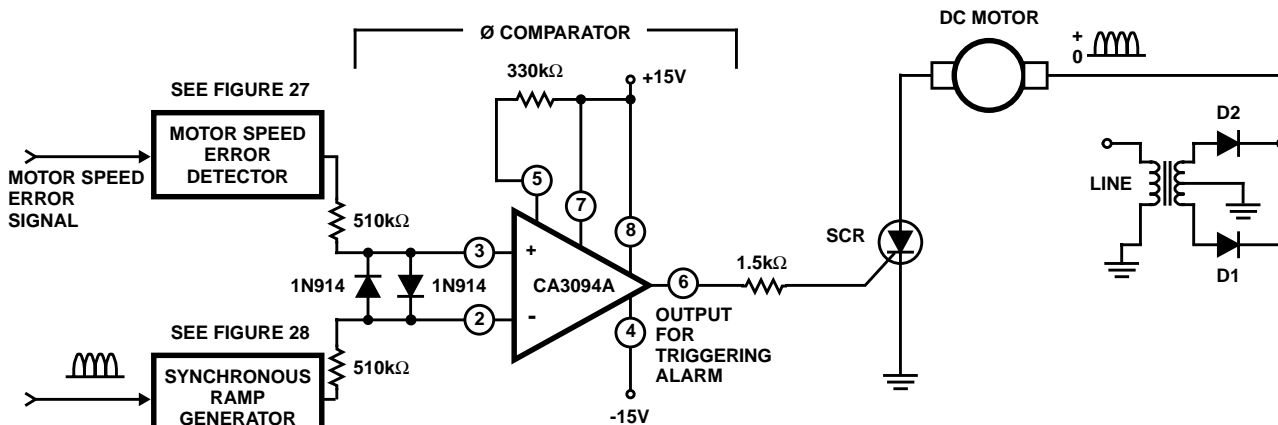 DC MOTOR
Ø COMPARATOR
+
0
330kΩ
+15V
SEE FIGURE 27
D2
MOTOR SPEED
ERROR
DETECTOR
5
7
MOTOR SPEED
ERROR
SIGNAL
LINE
510kΩ
8
SCR
3
+
1.5kΩ
1N914
1N914
CA3094A
6
D1
2
-
OUTPUT
FOR
TRIGGERING
ALARM
4
SEE FIGURE 28
510kΩ
SYNCHRONOUS
RAMP
GENERATOR
-15V